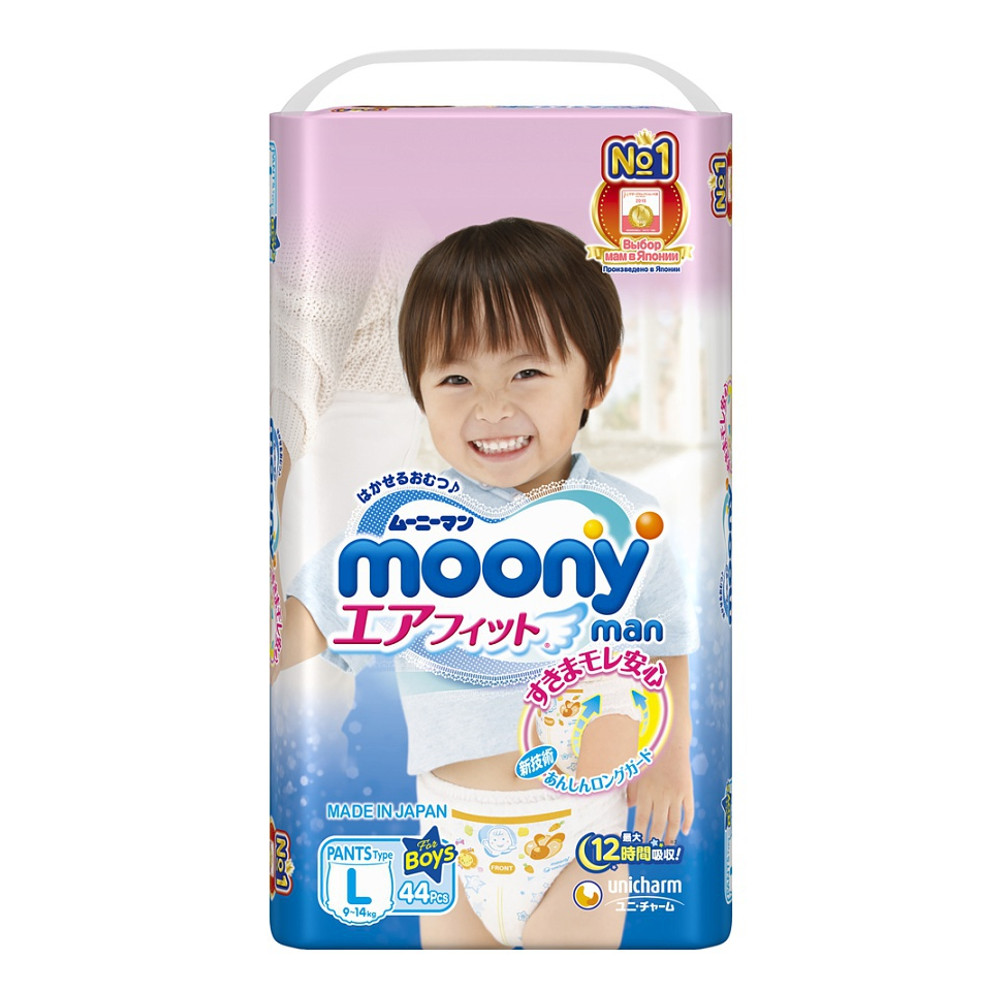 No1
Выбор
мам в Японии
Произведено в Японии
No1
はかせるおむつ♪
ムーニーマン
moony
エアフィット
man
すきまモレ安心
新技術
あんしんロングガード
MADE IN JAPAN
PANTS Type
L
9~14kg
For
BOYS
44Pcs
FRONT
最大
12時間吸収!
unicharm
ユニ・チャーム
No1